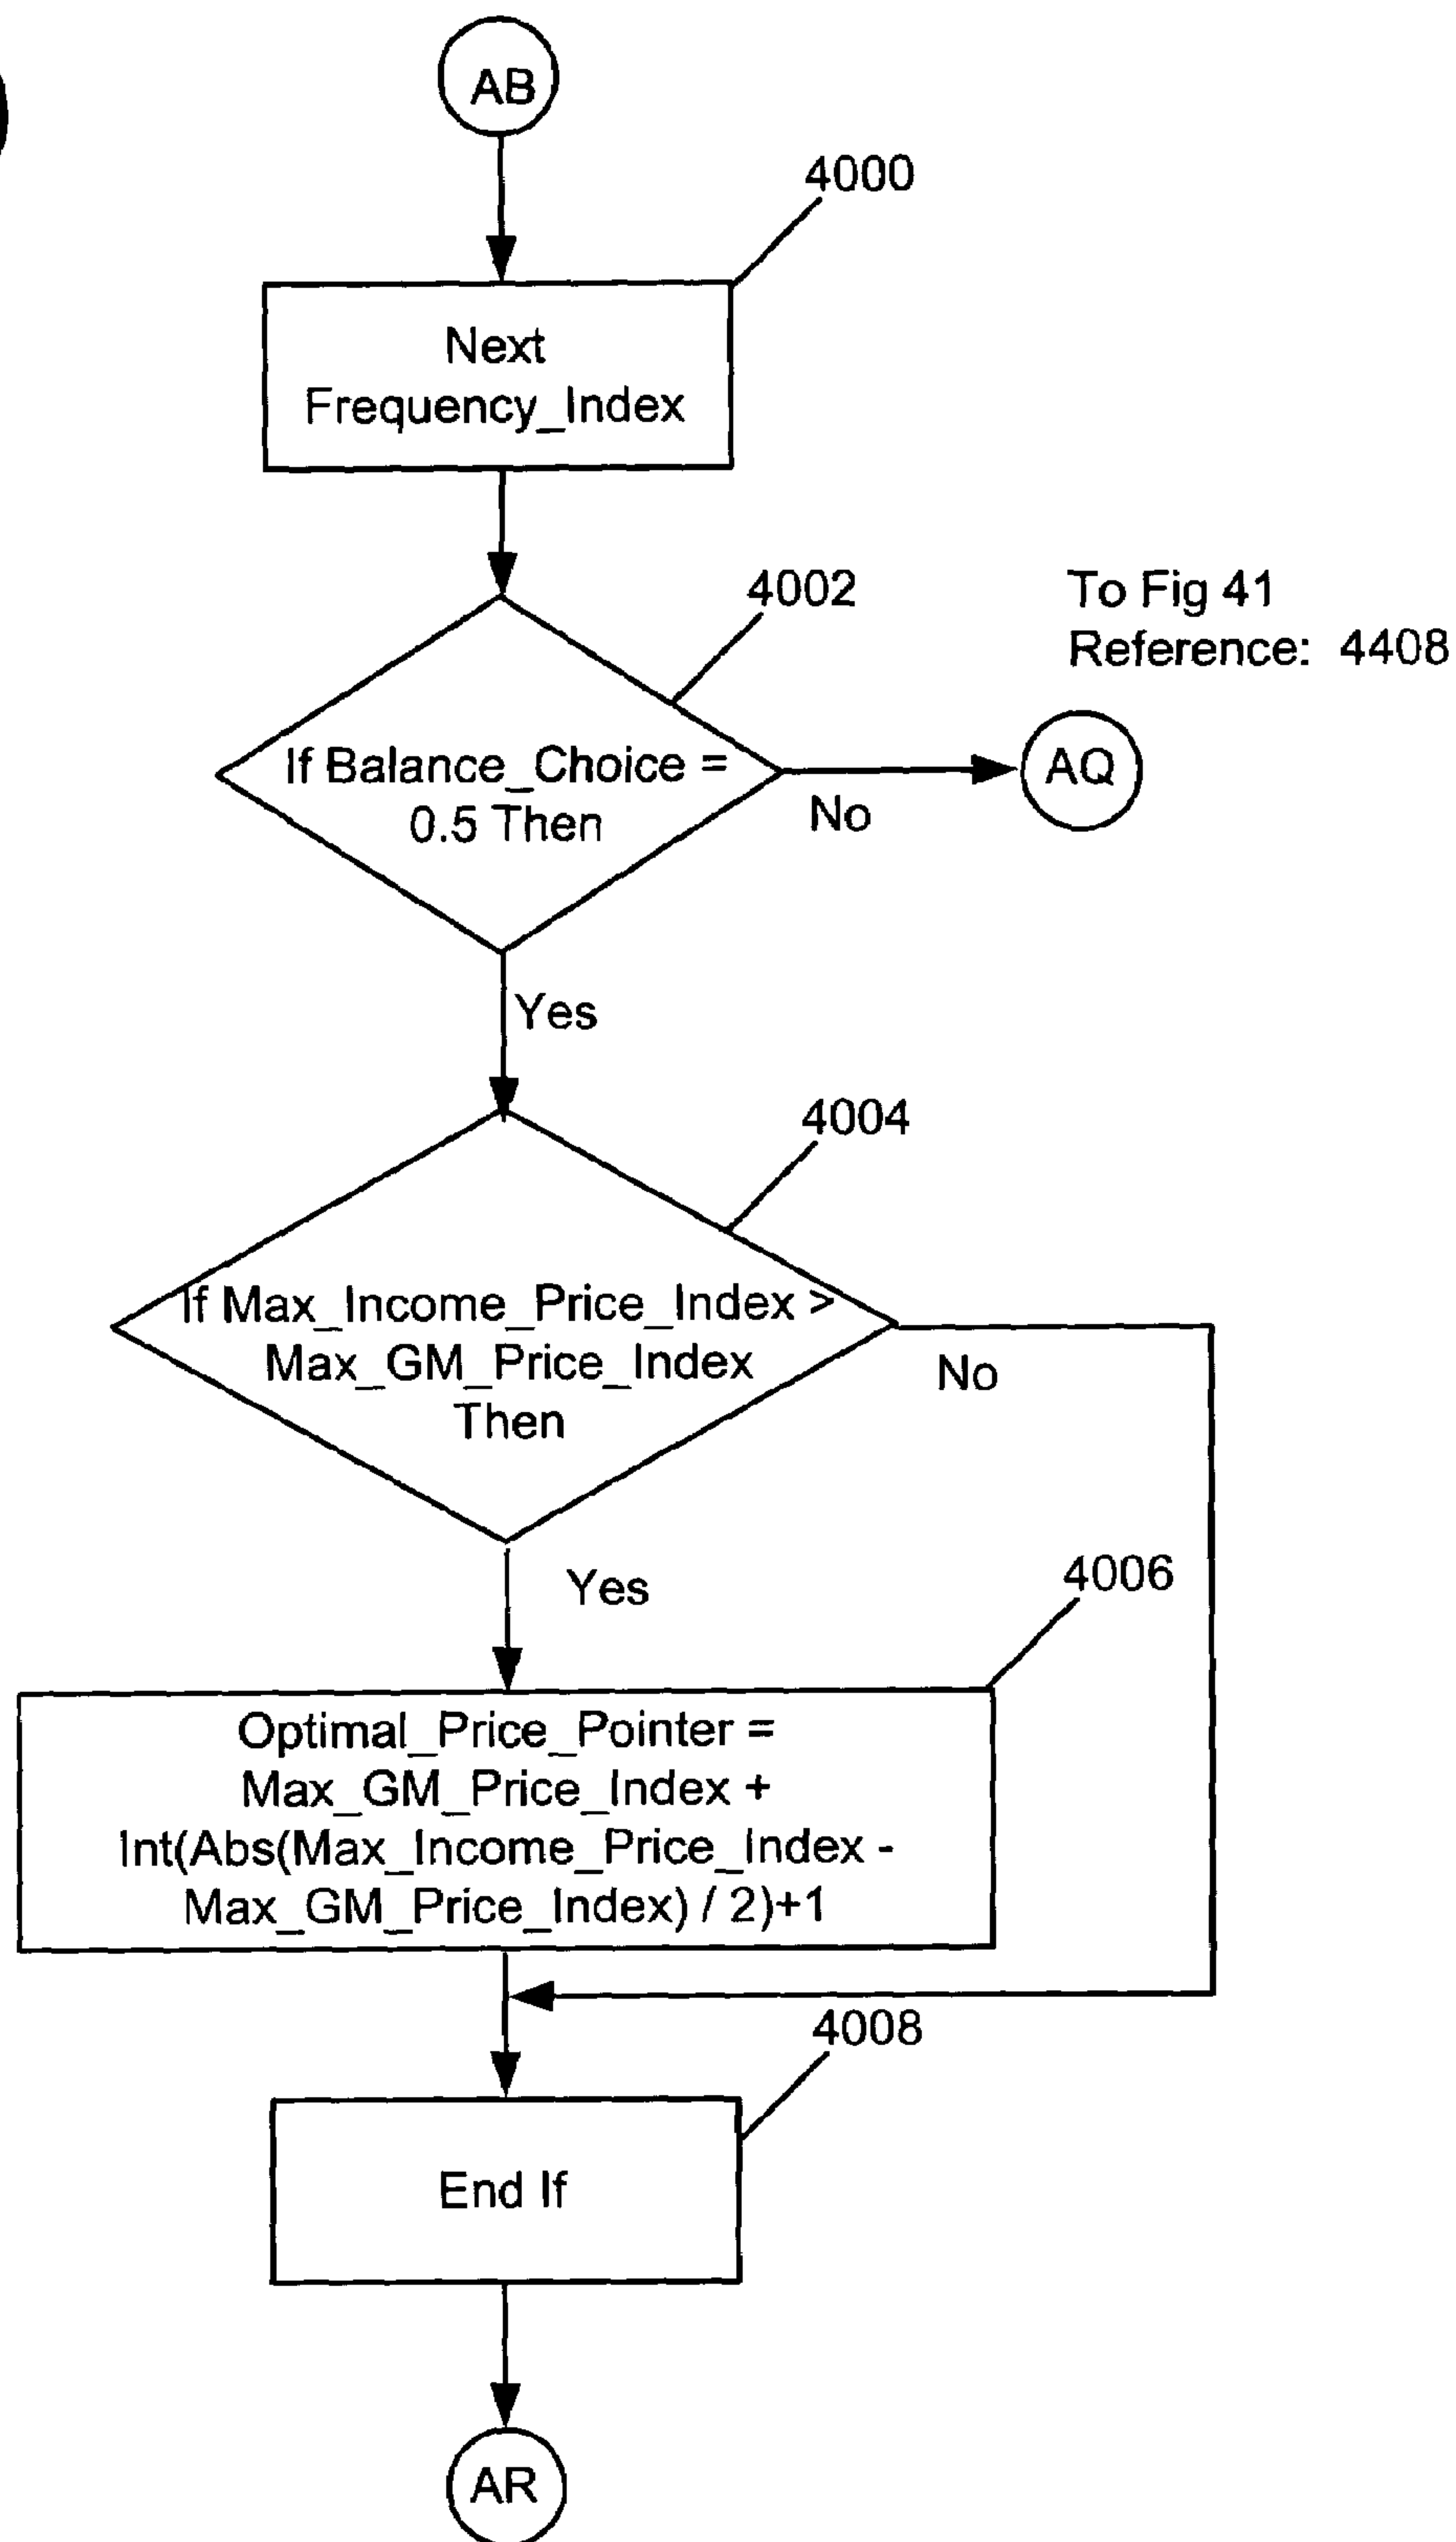 AB
4000
Next
Frequency_Index
4002
To Fig 41
Reference: 4408
If Balance_Choice =
0.5 Then
AQ
No
Yes
4004
If Max_Income_Price_Index >
Max_GM_Price_Index
Then
No
Yes
4006
Optimal_Price_Pointer =
Max_GM_Price_Index +
Int(Abs(Max_Income_Price_Index -
Max_GM_Price_Index) / 2)+1
4008
End If
AR